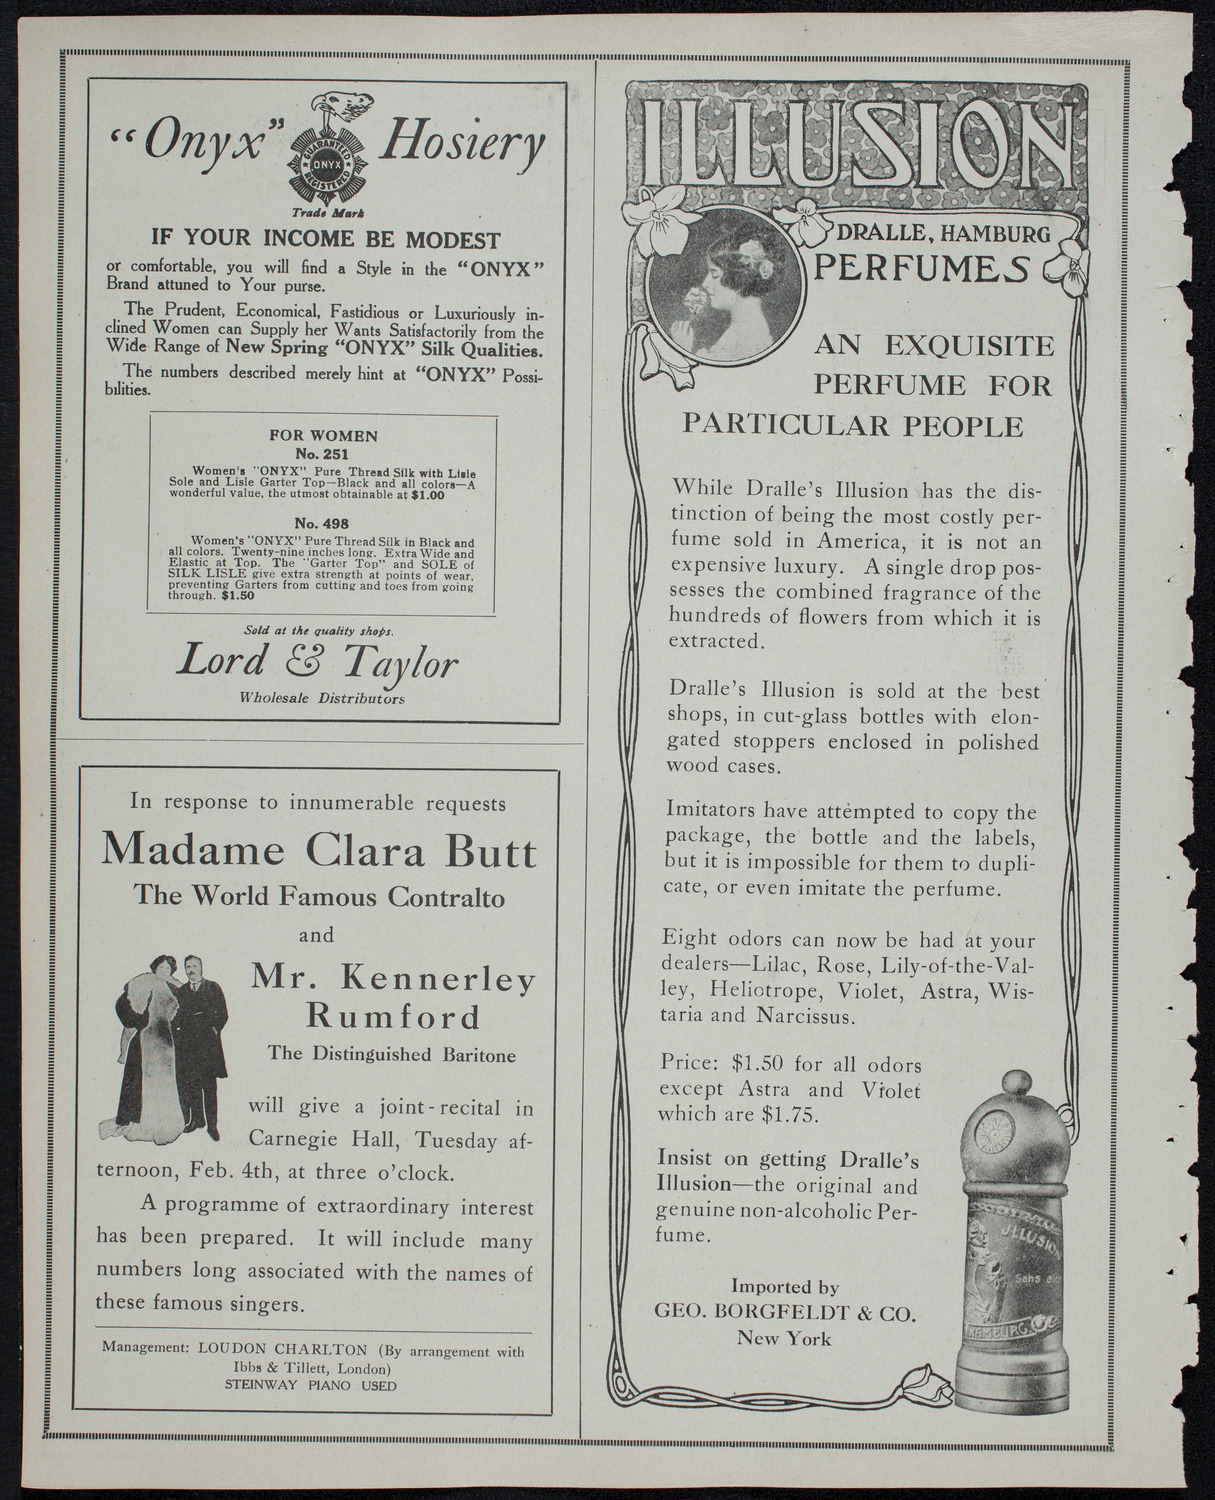 "Onyx" Hosiery
GUARANTEED
ONYX
REGISTERED
Trade Mark
IF YOUR INCOME BE MODEST
or comfortable, you will find a Style in the "ONYX"
Brand attuned to Your purse.
The Prudent, Economical, Fastidious or Luxuriously in-
clined Women can Supply her Wants Satisfactorily from the
Wide Range of New Spring "ONYX" Silk Qualities.
The numbers described merely hint at "ONYX" Possi-
bilities.
FOR WOMEN
No. 251
Women's "ONYX" Pure Thread Silk with Lisle
Sole and Lisle Garter Top—Black and all colors—A
wonderful value, the utmost obtainable at $1.00
No. 498
Women's "ONYX" Pure Thread Silk in Black and
all colors. Twenty-nine inches long. Extra Wide and
Elastic at Top. The "Garter Top" and SOLE of
SILK LISLE give extra strength at points of wear,
preventing Garters from cutting and toes from going
through. $1.50
Sold at the quality shops.
Lord & Taylor
Wholesale Distributors
In response to innumerable requests
Madame Clara Butt
The World Famous Contralto
and
Mr. Kennerley
Rumford
The Distinguished Baritone
will give a joint-recital in
Carnegie Hall, Tuesday af-
ternoon, Feb. 4th, at three o'clock.
A programme of extraordinary interest
has been prepared. It will include many
numbers long associated with the names of
these famous singers.
Management: LOUDON CHARLTON (By arrangement with
Ibbs & Tillett, London)
STEINWAY PIANO USED
ILLUSION
DRALLE, HAMBURG
PERFUMES
AN EXQUISITE
PERFUME FOR
PARTICULAR PEOPLE
While Dralle's Illusion has the dis-
tinction of being the most costly per-
fume sold in America, it is not an
expensive luxury. A single drop pos-
sesses the combined fragrance of the
hundreds of flowers from which it is
extracted.
Dralle's Illusion is sold at the best
shops, in cut-glass bottles with elon-
gated stoppers enclosed in polished
wood cases.
Imitators have attempted to copy the
package, the bottle and the labels,
but it is impossible for them to dupli-
cate, or even imitate the perfume.
Eight odors can now be had at your
dealers—Lilac, Rose, Lily-of-the-Val-
ley, Heliotrope, Violet, Astra, Wis-
taria and Narcissus.
Price: $1.50 for all odors
except Astra and Violet
which are $1.75.
Insist on getting Dralle's
Illusion—the original and
genuine non-alcoholic Per-
fume.
Imported by
GEO. BORGFELDT & CO.
New York
ILLUSION
Sans
HAMBURG